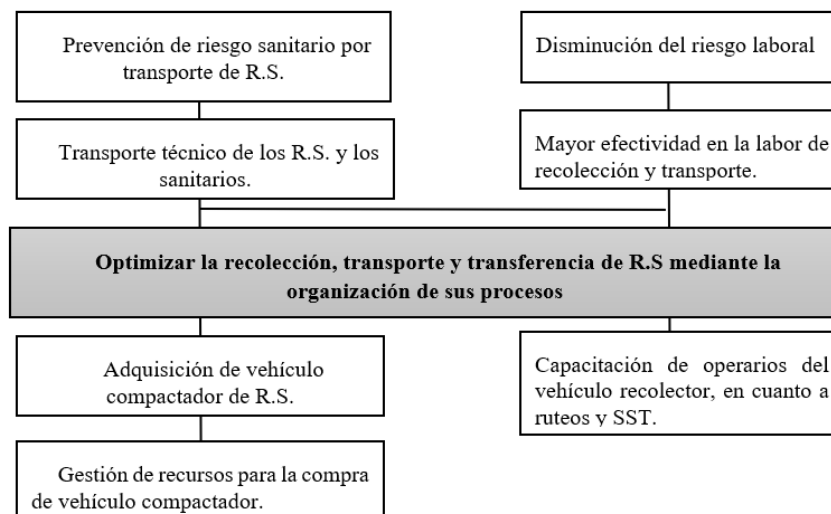 Prevención de riesgo sanitario por
transporte de R.S.
Disminución del riesgo laboral
Transporte técnico de los R.S. y los
sanitarios.
Mayor efectividad en la labor de
recolección y transporte.
Optimizar la recolección, transporte y transferencia de R.S mediante la
organización de sus procesos
Adquisición de vehículo
compactador de R.S.
Capacitación de operarios del
vehículo recolector, en cuanto a
ruteos y SST.
Gestión de recursos para la compra
de vehículo compactador.